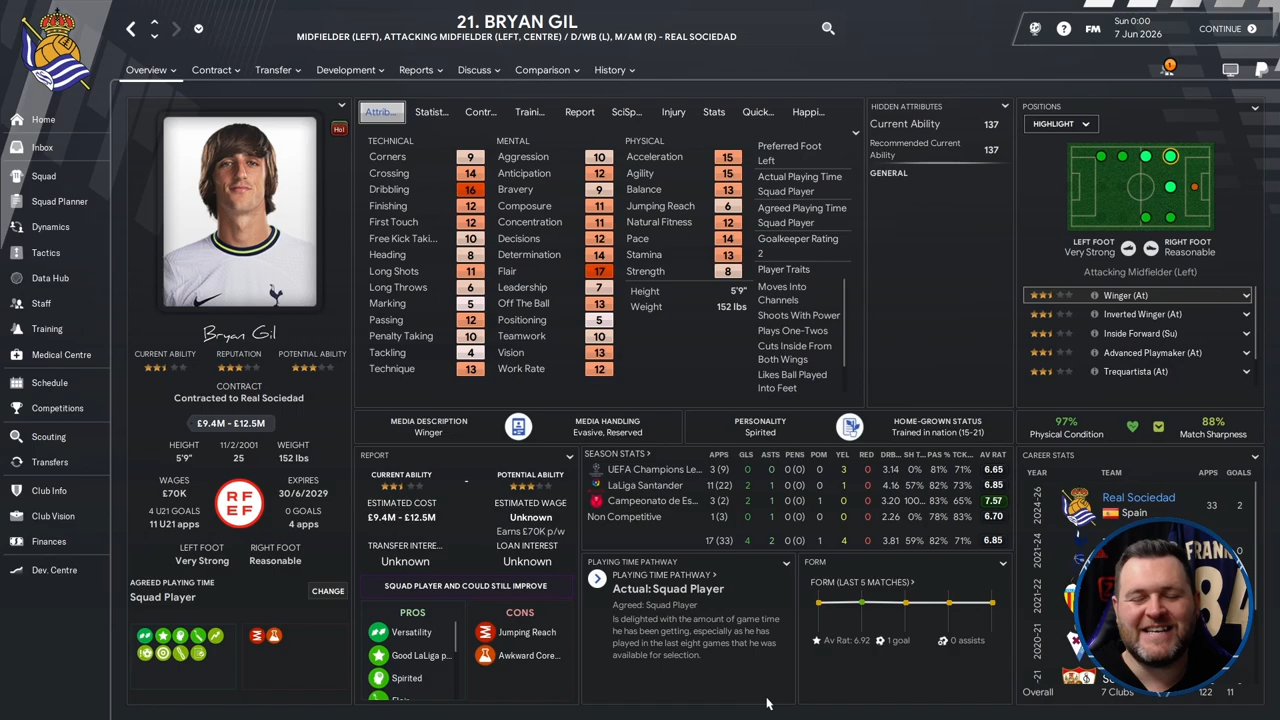 21. BRYAN GIL
MIDFIELDER (LEFT), ATTACKING MIDFIELDER (LEFT, CENTRE) / D/WB (L), M/AM (R) - REAL SOCIEDAD
FM
Sun 0:00
7 Jun 2026
CONTINUE
Overview
Contract
Transfer
Development
Reports
Discuss
Comparison
History
1
Home
Inbox
Squad
Squad Planner
Dynamics
Tactics
Data Hub
Staff
Training
Medical Centre
Schedule
Competitions
Scouting
Transfers
Club Info
Club Vision
Finances
Dev. Centre
Hol
Bryan Gil
CURRENT ABILITY
REPUTATION
POTENTIAL ABILITY
CONTRACT
Contracted to Real Sociedad
£9.4M - £12.5M
HEIGHT
5'9"
11/2/2001
25
WEIGHT
152 lbs
WAGES
£70K
EXPIRES
30/6/2029
RF
EF
4 U21 GOALS
11 U21 apps
0 GOALS
4 apps
LEFT FOOT
Very Strong
RIGHT FOOT
Reasonable
AGREED PLAYING TIME
Squad Player
CHANGE
Attrib...
Statist...
Contr...
Traini...
Report
SciSp...
Injury
Stats
Quick...
Happi...
TECHNICAL
Corners 9
Crossing 14
Dribbling 16
Finishing 12
First Touch 12
Free Kick Taki... 10
Heading 8
Long Shots 11
Long Throws 6
Marking 5
Passing 12
Penalty Taking 10
Tackling 4
Technique 13
MENTAL
Aggression 10
Anticipation 12
Bravery 9
Composure 11
Concentration 11
Decisions 12
Determination 14
Flair 17
Leadership 7
Off The Ball 13
Positioning 5
Teamwork 10
Vision 13
Work Rate 12
PHYSICAL
Acceleration 15
Agility 15
Balance 13
Jumping Reach 6
Natural Fitness 12
Pace 14
Stamina 13
Strength 8
Height 5'9"
Weight 152 lbs
Preferred Foot
Left
Actual Playing Time
Squad Player
Agreed Playing Time
Squad Player
Goalkeeper Rating
2
Player Traits
Moves Into
Channels
Shoots With Power
Plays One-Twos
Cuts Inside From
Both Wings
Likes Ball Played
Into Feet
HIDDEN ATTRIBUTES
Current Ability 137
Recommended Current
Ability 137
GENERAL
POSITIONS
HIGHLIGHT
LEFT FOOT
Very Strong
RIGHT FOOT
Reasonable
Attacking Midfielder (Left)
Winger (At)
Inverted Winger (At)
Inside Forward (Su)
Advanced Playmaker (At)
Trequartista (At)
MEDIA DESCRIPTION
Winger
MEDIA HANDLING
Evasive, Reserved
PERSONALITY
Spirited
HOME-GROWN STATUS
Trained in nation (15-21)
97%
Physical Condition
88%
Match Sharpness
REPORT
CURRENT ABILITY
-
POTENTIAL ABILITY
ESTIMATED COST
£9.4M - £12.5M
ESTIMATED WAGE
Unknown
Earns £70K p/w
TRANSFER INTERE...
Unknown
LOAN INTEREST
Unknown
SQUAD PLAYER AND COULD STILL IMPROVE
PROS
Versatility
Good LaLiga p...
Spirited
Flair
CONS
Jumping Reach
Awkward Core...
SEASON STATS > APPS GLS ASTS PENS POM YEL RED DRB... SH T... PAS % TCK... AV RAT
UEFA Champions Le... 3 (9) 0 0 0 (0) 0 3 0 3.14 0% 81% 71% 6.65
LaLiga Santander 11 (22) 2 1 0 (0) 0 1 0 4.16 57% 82% 73% 6.85
Campeonato de Es... 3 (2) 2 1 0 (0) 1 0 0 3.20 100... 83% 65% 7.57
Non Competitive 1 (3) 0 1 0 (0) 0 0 0 2.26 0% 78% 83% 6.70
17 (33) 4 2 0 (0) 1 4 0 3.81 59% 82% 71% 6.85
PLAYING TIME PATHWAY
PLAYING TIME PATHWAY >
Actual: Squad Player
Agreed: Squad Player
Is delighted with the amount of game time
he has been getting, especially as he has
played in the last eight games that he was
available for selection.
FORM
FORM (LAST 5 MATCHES) >
Av Rat: 6.92
1 goal
0 assists
CAREER STATS
YEAR TEAM APPS GOALS
2024-26 Real Sociedad 33 2
Spain
2021-24
2021-22
2020-21
-21
FRANK
84
Overall 7 Clubs 122 11